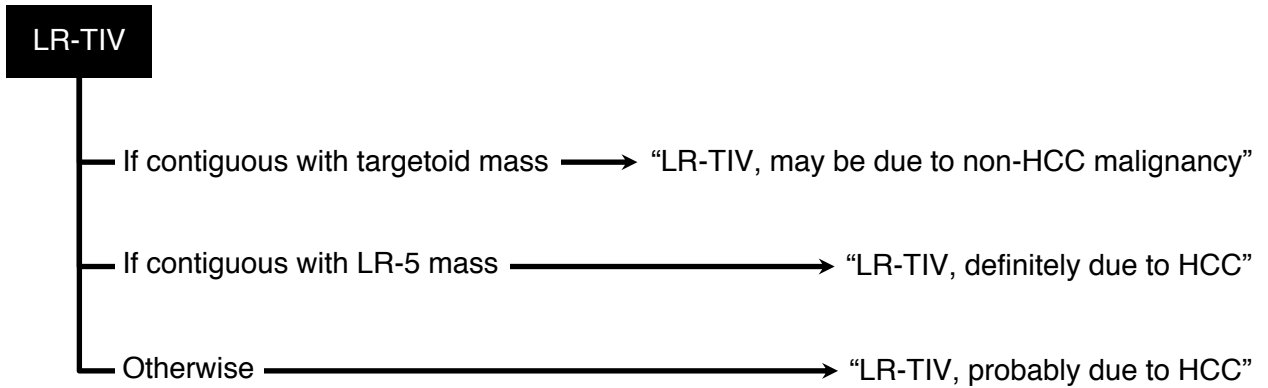 LR-TIV
If contiguous with targetoid mass “LR-TIV, may be due to non-HCC malignancy”
If contiguous with LR-5 mass “LR-TIV, definitely due to HCC”
Otherwise “LR-TIV, probably due to HCC”